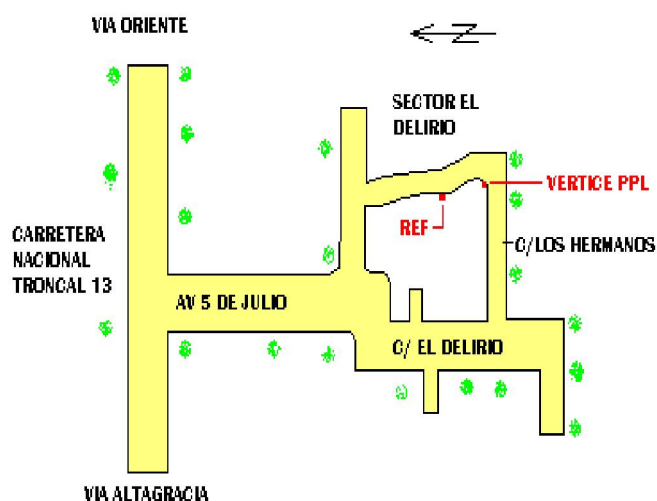 VIA ORIENTE
N
SECTOR EL
DELIRIO
VERTICE PPL
REF
C/LOS HERMANOS
CARRETERA
NACIONAL
TRONCAL 13
AV 5 DE JULIO
C/ EL DELIRIO
VIA ALTAGRACIA